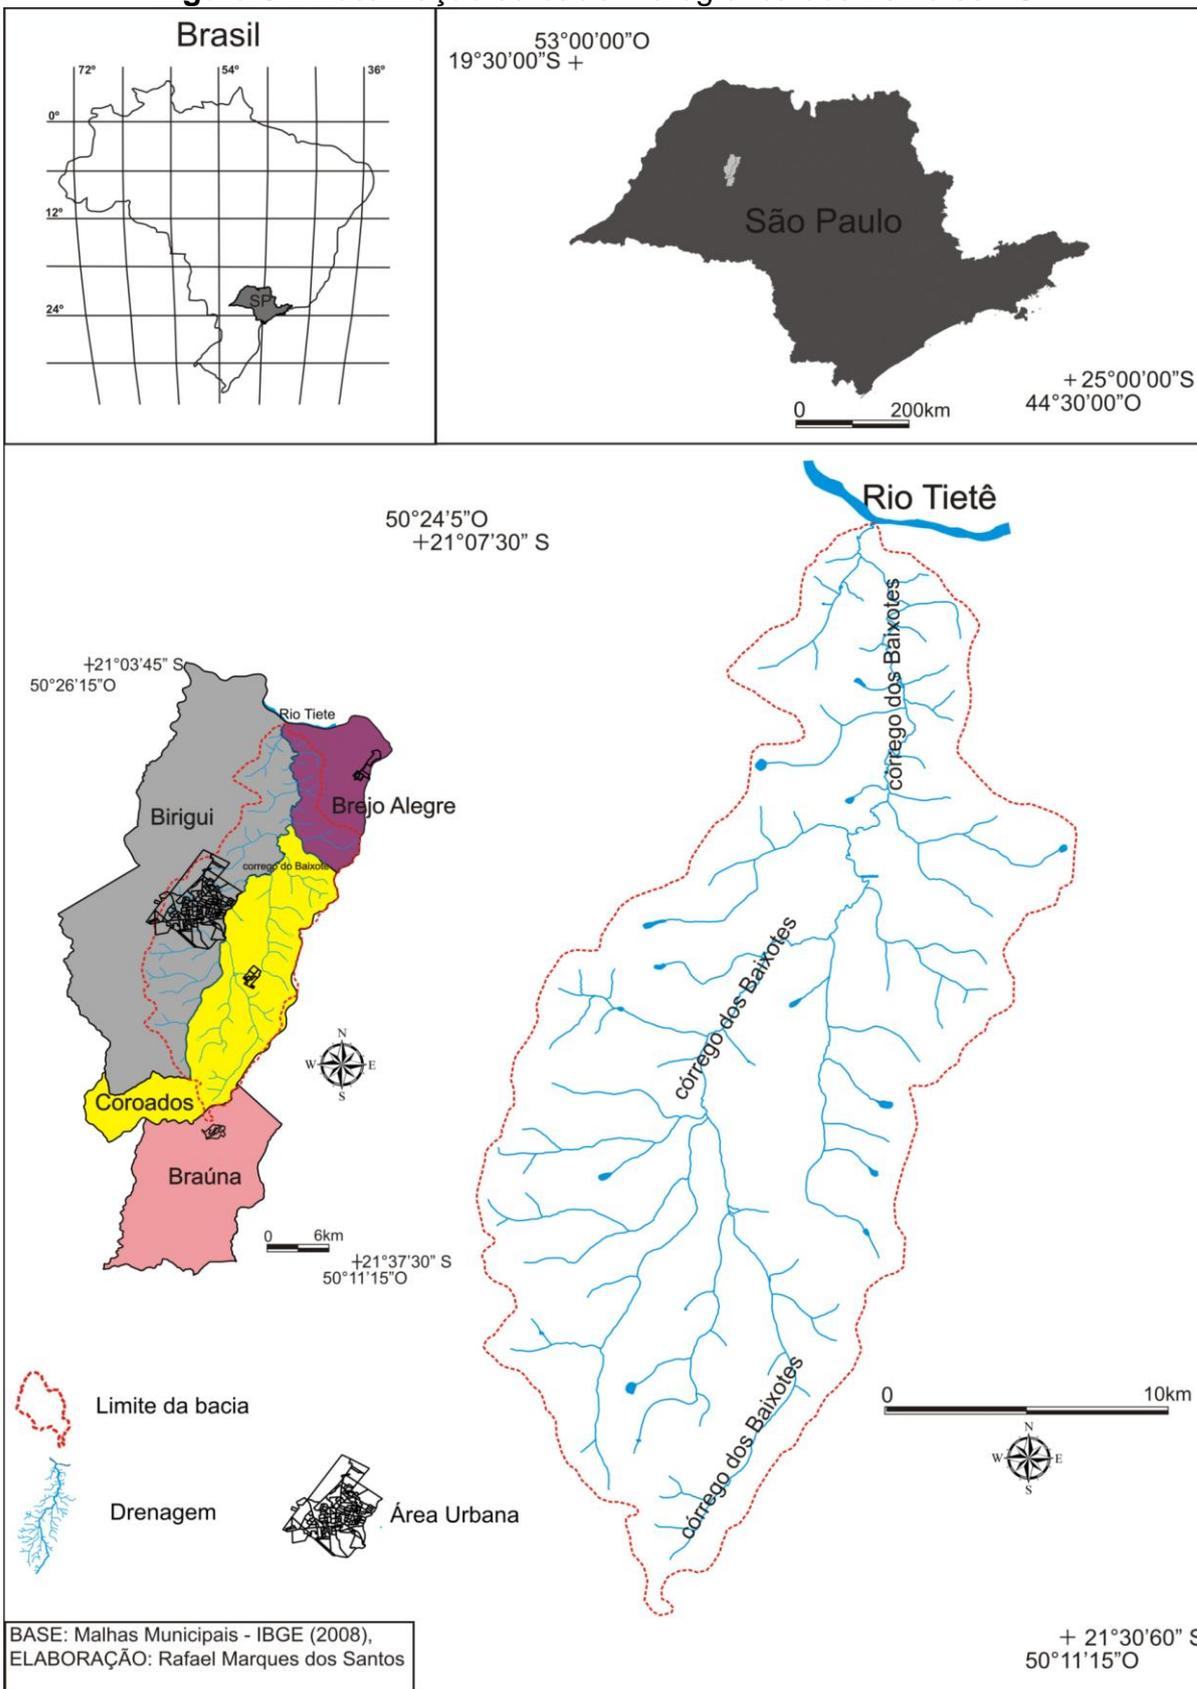 Brasil
72°
54°
36°
0°
12°
24°
SP
53°00'00"O
19°30'00"S +
São Paulo
+ 25°00'00"S
44°30'00"O
0 200km
Rio Tietê
50°24'5"O
+21°07'30" S
córrego dos Baixotes
+21°03'45" S
50°26'15"O
Rio Tiete
Birigui
Brejo Alegre
corrego do Baixote
córrego dos Baixotes
N
W E
S
Coroados
Braúna
0 6km
+21°37'30" S
50°11'15"O
córrego dos Baixotes
Limite da bacia
0 10km
N
W E
S
Drenagem
Área Urbana
BASE: Malhas Municipais - IBGE (2008),
ELABORAÇÃO: Rafael Marques dos Santos
+ 21°30'60" S
50°11'15"O